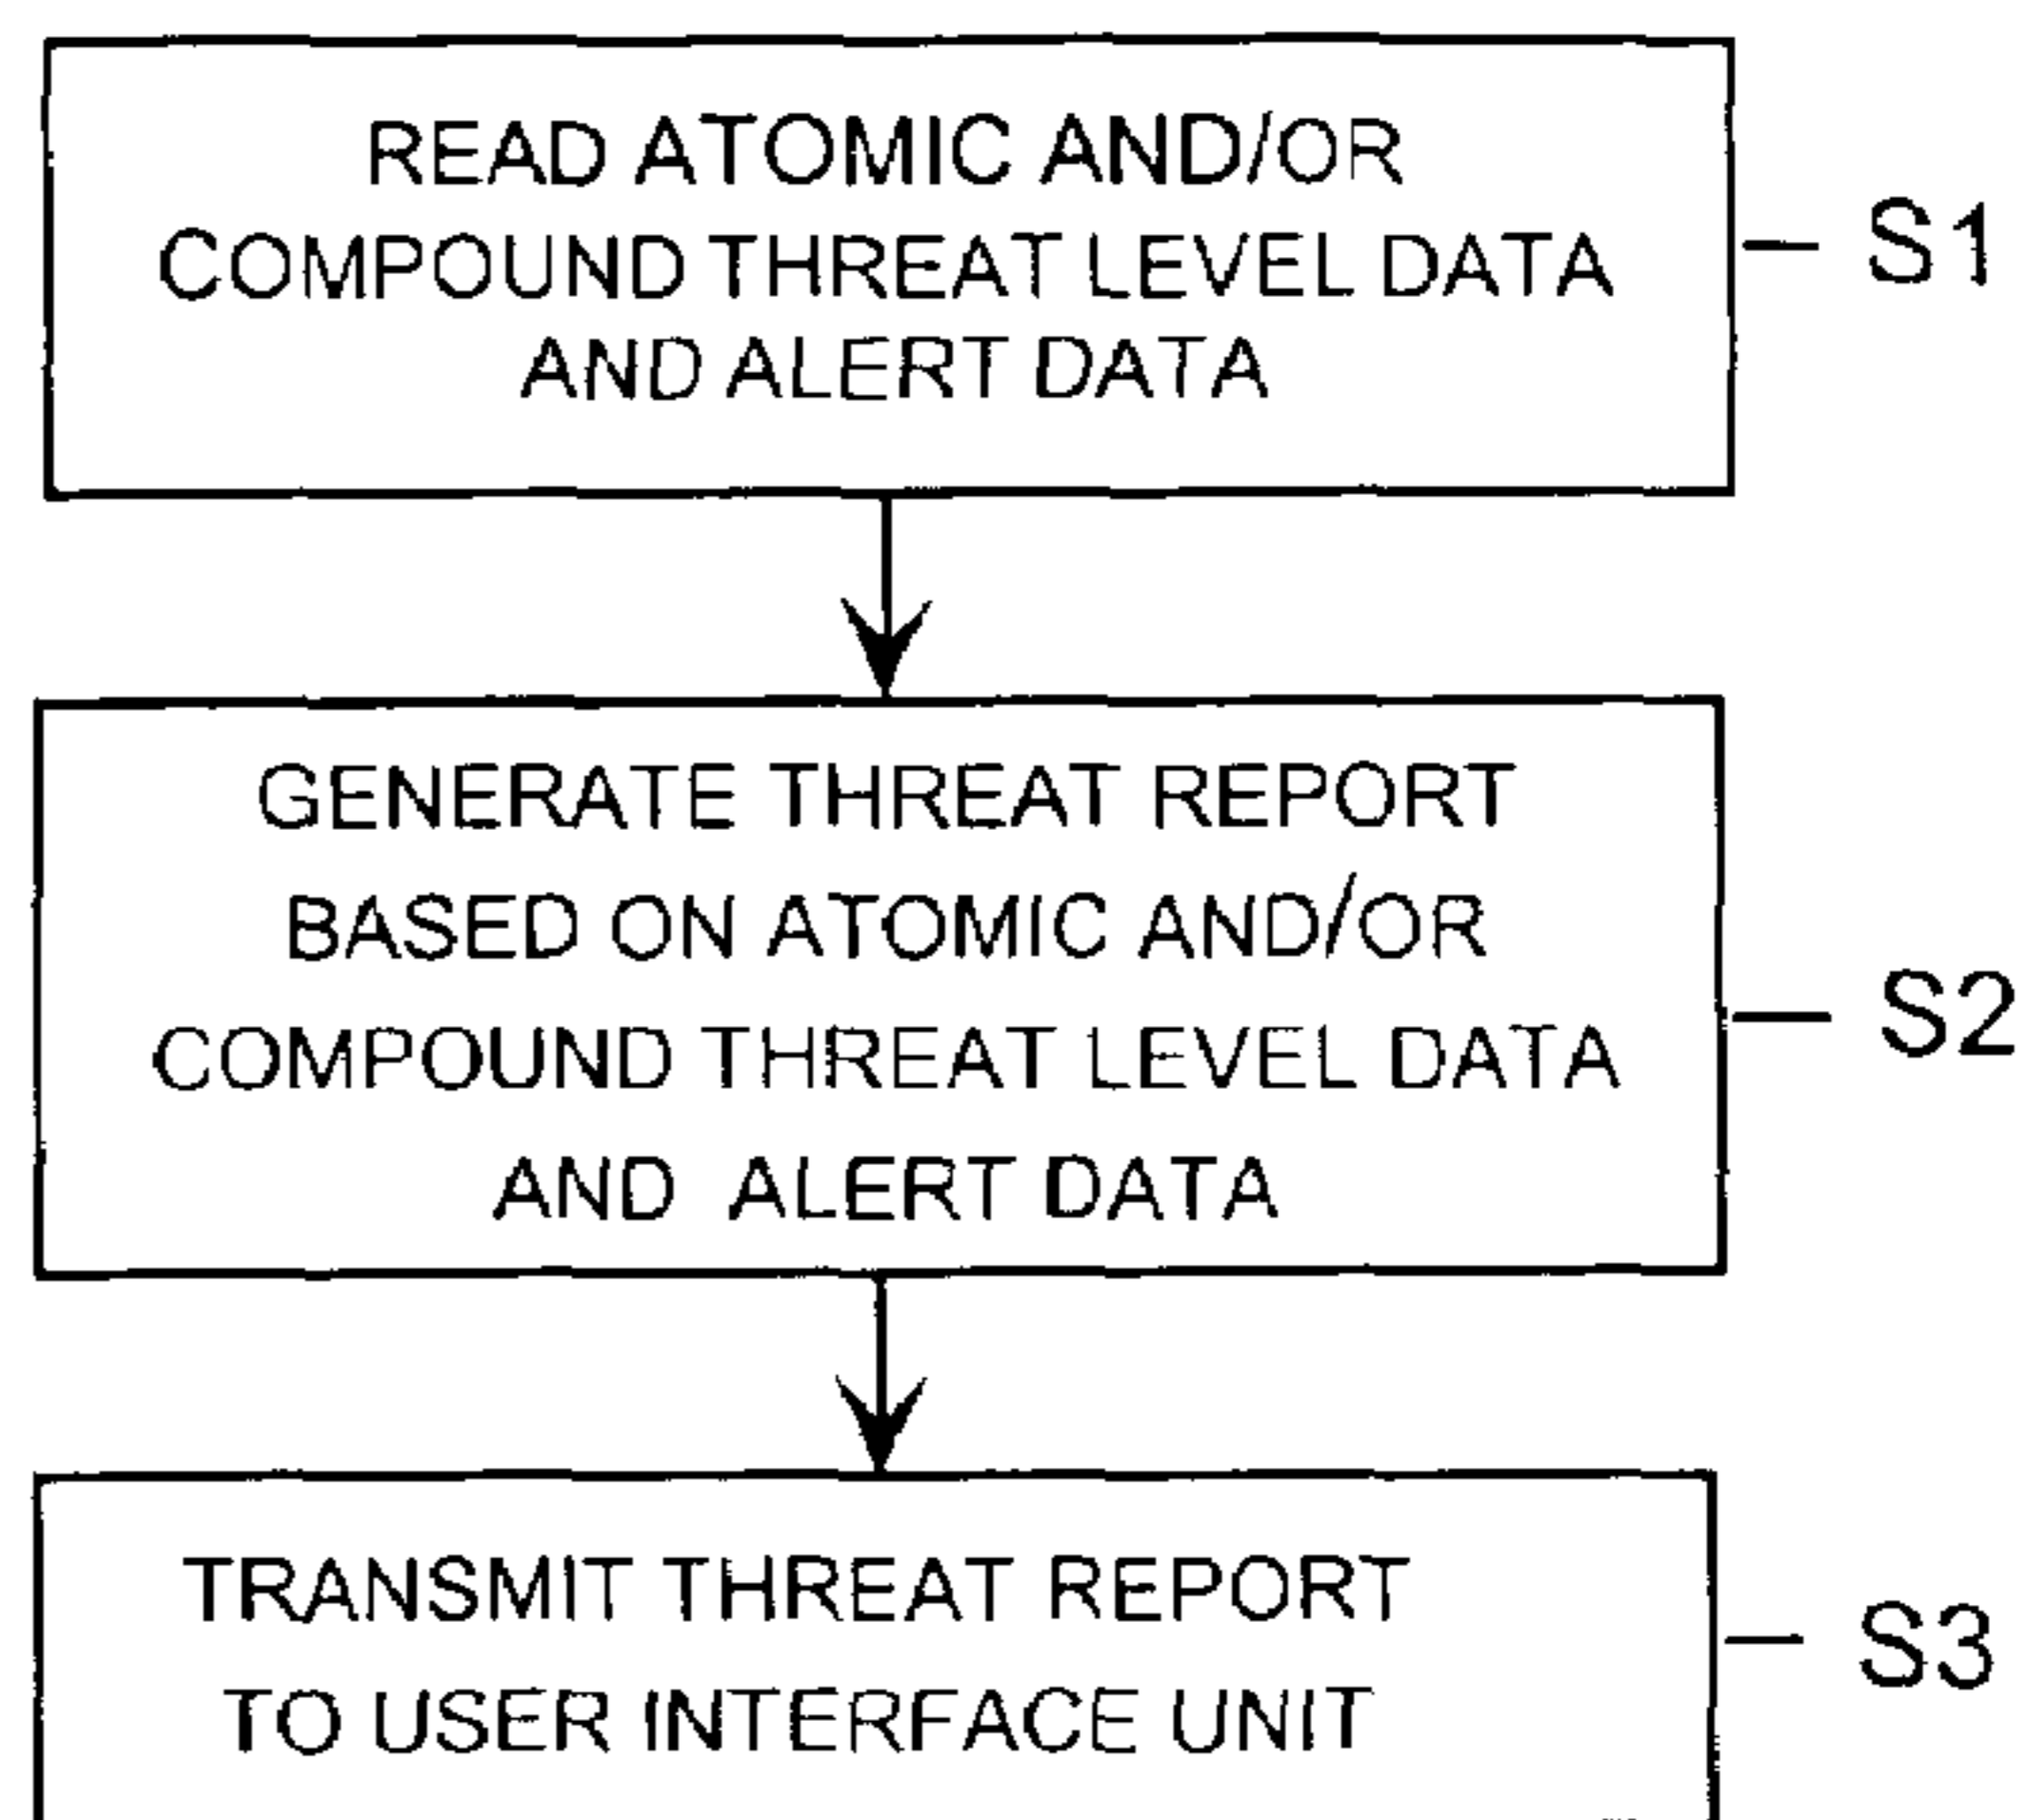 READ ATOMIC AND/OR
COMPOUND THREAT LEVEL DATA
AND ALERT DATA
S1
GENERATE THREAT REPORT
BASED ON ATOMIC AND/OR
COMPOUND THREAT LEVEL DATA
AND ALERT DATA
S2
TRANSMIT THREAT REPORT
TO USER INTERFACE UNIT
S3